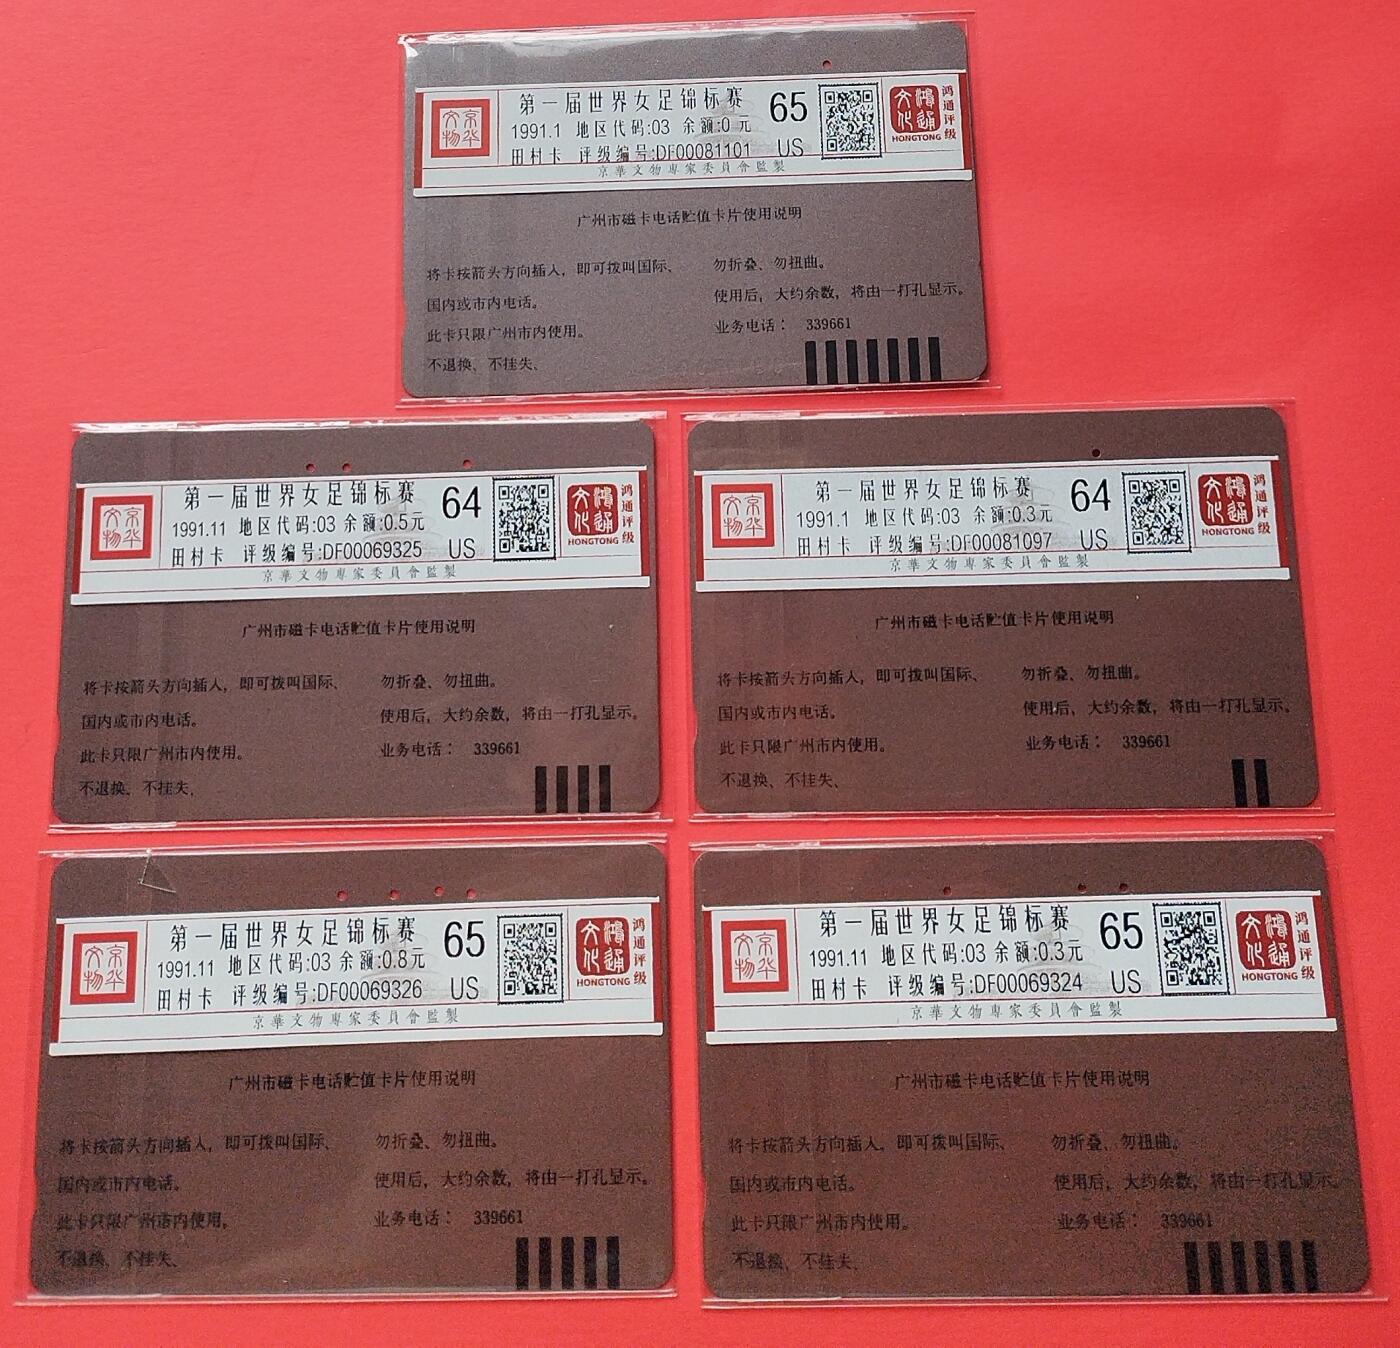 京华
文物
第一届世界女足锦标赛
1991.1 地区代码:03 余额:0元
田村卡 评级编号:DF00081101
65
US
鸿通
文化
HONGTONG
鸿通评级
京華文物專家委員會監製
广州市磁卡电话贮值卡片使用说明
将卡按箭头方向插入，即可拨叫国际、
国内或市内电话。
此卡只限广州市内使用。
不退换、不挂失、
勿折叠、勿扭曲。
使用后，大约余数，将由一打孔显示。
业务电话： 339661
京华
文物
第一届世界女足锦标赛
1991.11 地区代码:03 余额:0.5元
田村卡 评级编号:DF00069325
64
US
鸿通
文化
HONGTONG
鸿通评级
京華文物專家委員會監製
广州市磁卡电话贮值卡片使用说明
将卡按箭头方向插入，即可拨叫国际、
国内或市内电话。
此卡只限广州市内使用。
不退换、不挂失、
勿折叠、勿扭曲。
使用后，大约余数，将由一打孔显示。
业务电话： 339661
京华
文物
第一届世界女足锦标赛
1991.1 地区代码:03 余额:0.3元
田村卡 评级编号:DF00081097
64
US
鸿通
文化
HONGTONG
鸿通评级
京華文物專家委員會監製
广州市磁卡电话贮值卡片使用说明
将卡按箭头方向插入，即可拨叫国际、
国内或市内电话。
此卡只限广州市内使用。
不退换、不挂失、
勿折叠、勿扭曲。
使用后，大约余数，将由一打孔显示。
业务电话： 339661
京华
文物
第一届世界女足锦标赛
1991.11 地区代码:03 余额:0.8元
田村卡 评级编号:DF00069326
65
US
鸿通
文化
HONGTONG
鸿通评级
京華文物專家委員會監製
广州市磁卡电话贮值卡片使用说明
将卡按箭头方向插入，即可拨叫国际、
国内或市内电话。
此卡只限广州市内使用。
不退换、不挂失、
勿折叠、勿扭曲。
使用后，大约余数，将由一打孔显示。
业务电话： 339661
京华
文物
第一届世界女足锦标赛
1991.11 地区代码:03 余额:0.3元
田村卡 评级编号:DF00069324
65
US
鸿通
文化
HONGTONG
鸿通评级
京華文物專家委員會監製
广州市磁卡电话贮值卡片使用说明
将卡按箭头方向插入，即可拨叫国际、
国内或市内电话。
此卡只限广州市内使用。
不退换、不挂失、
勿折叠、勿扭曲。
使用后，大约余数，将由一打孔显示。
业务电话： 339661